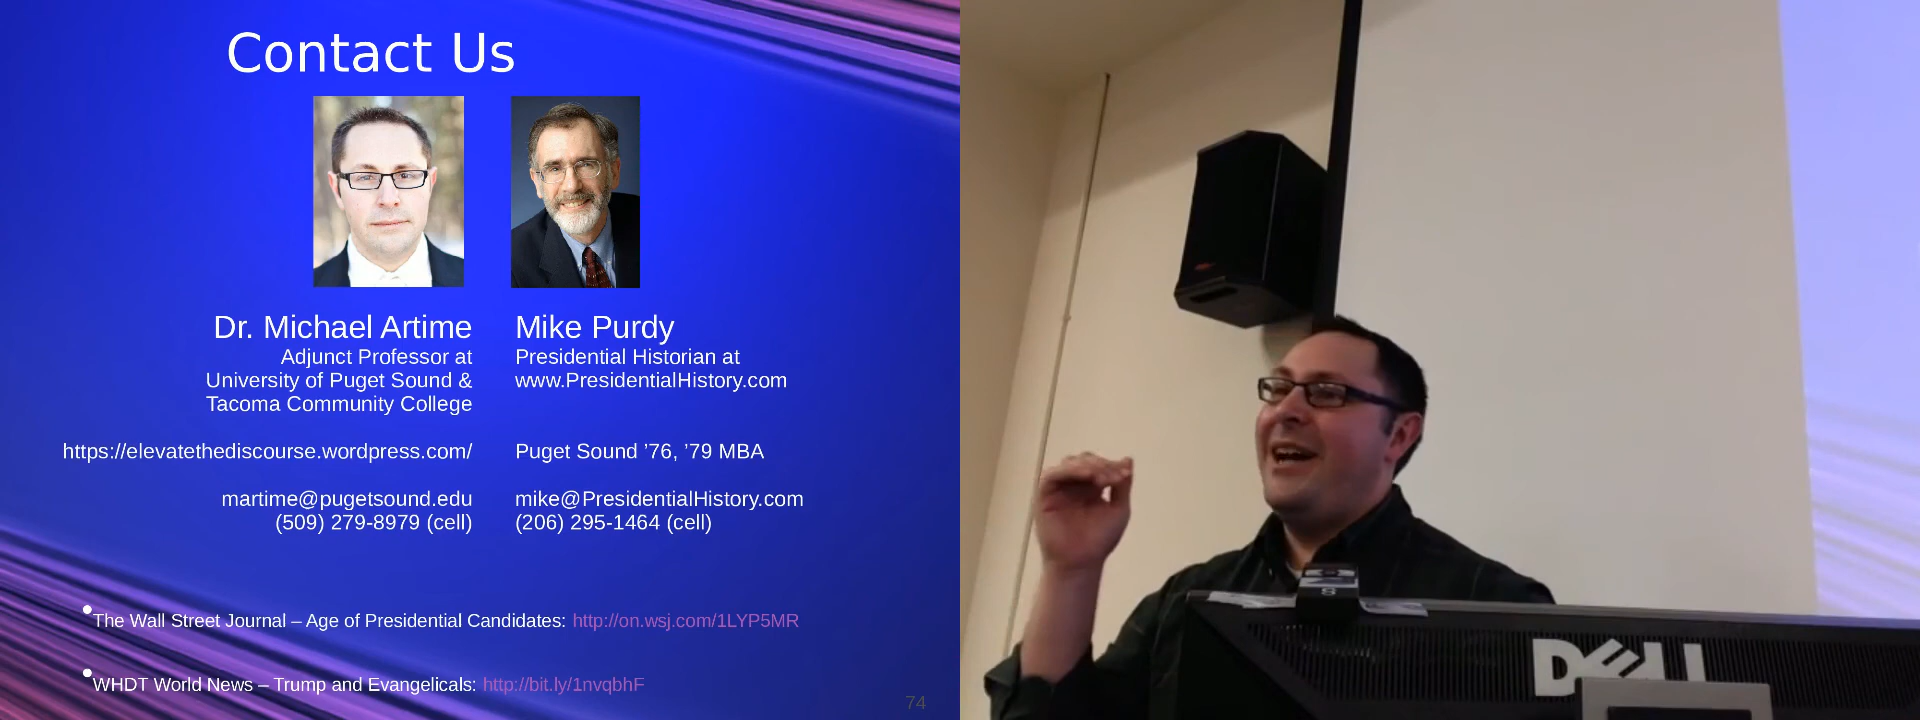 Contact Us
Dr. Michael Artime
Adjunct Professor at
University of Puget Sound &
Tacoma Community College
https://elevatethediscourse.wordpress.com/
martime@pugetsound.edu
(509) 279-8979 (cell)
Mike Purdy
Presidential Historian at
www.PresidentialHistory.com
Puget Sound ’76, ’79 MBA
mike@PresidentialHistory.com
(206) 295-1464 (cell)
•The Wall Street Journal – Age of Presidential Candidates: http://on.wsj.com/1LYP5MR
•WHDT World News – Trump and Evangelicals: http://bit.ly/1nvqbhF
74
DELL